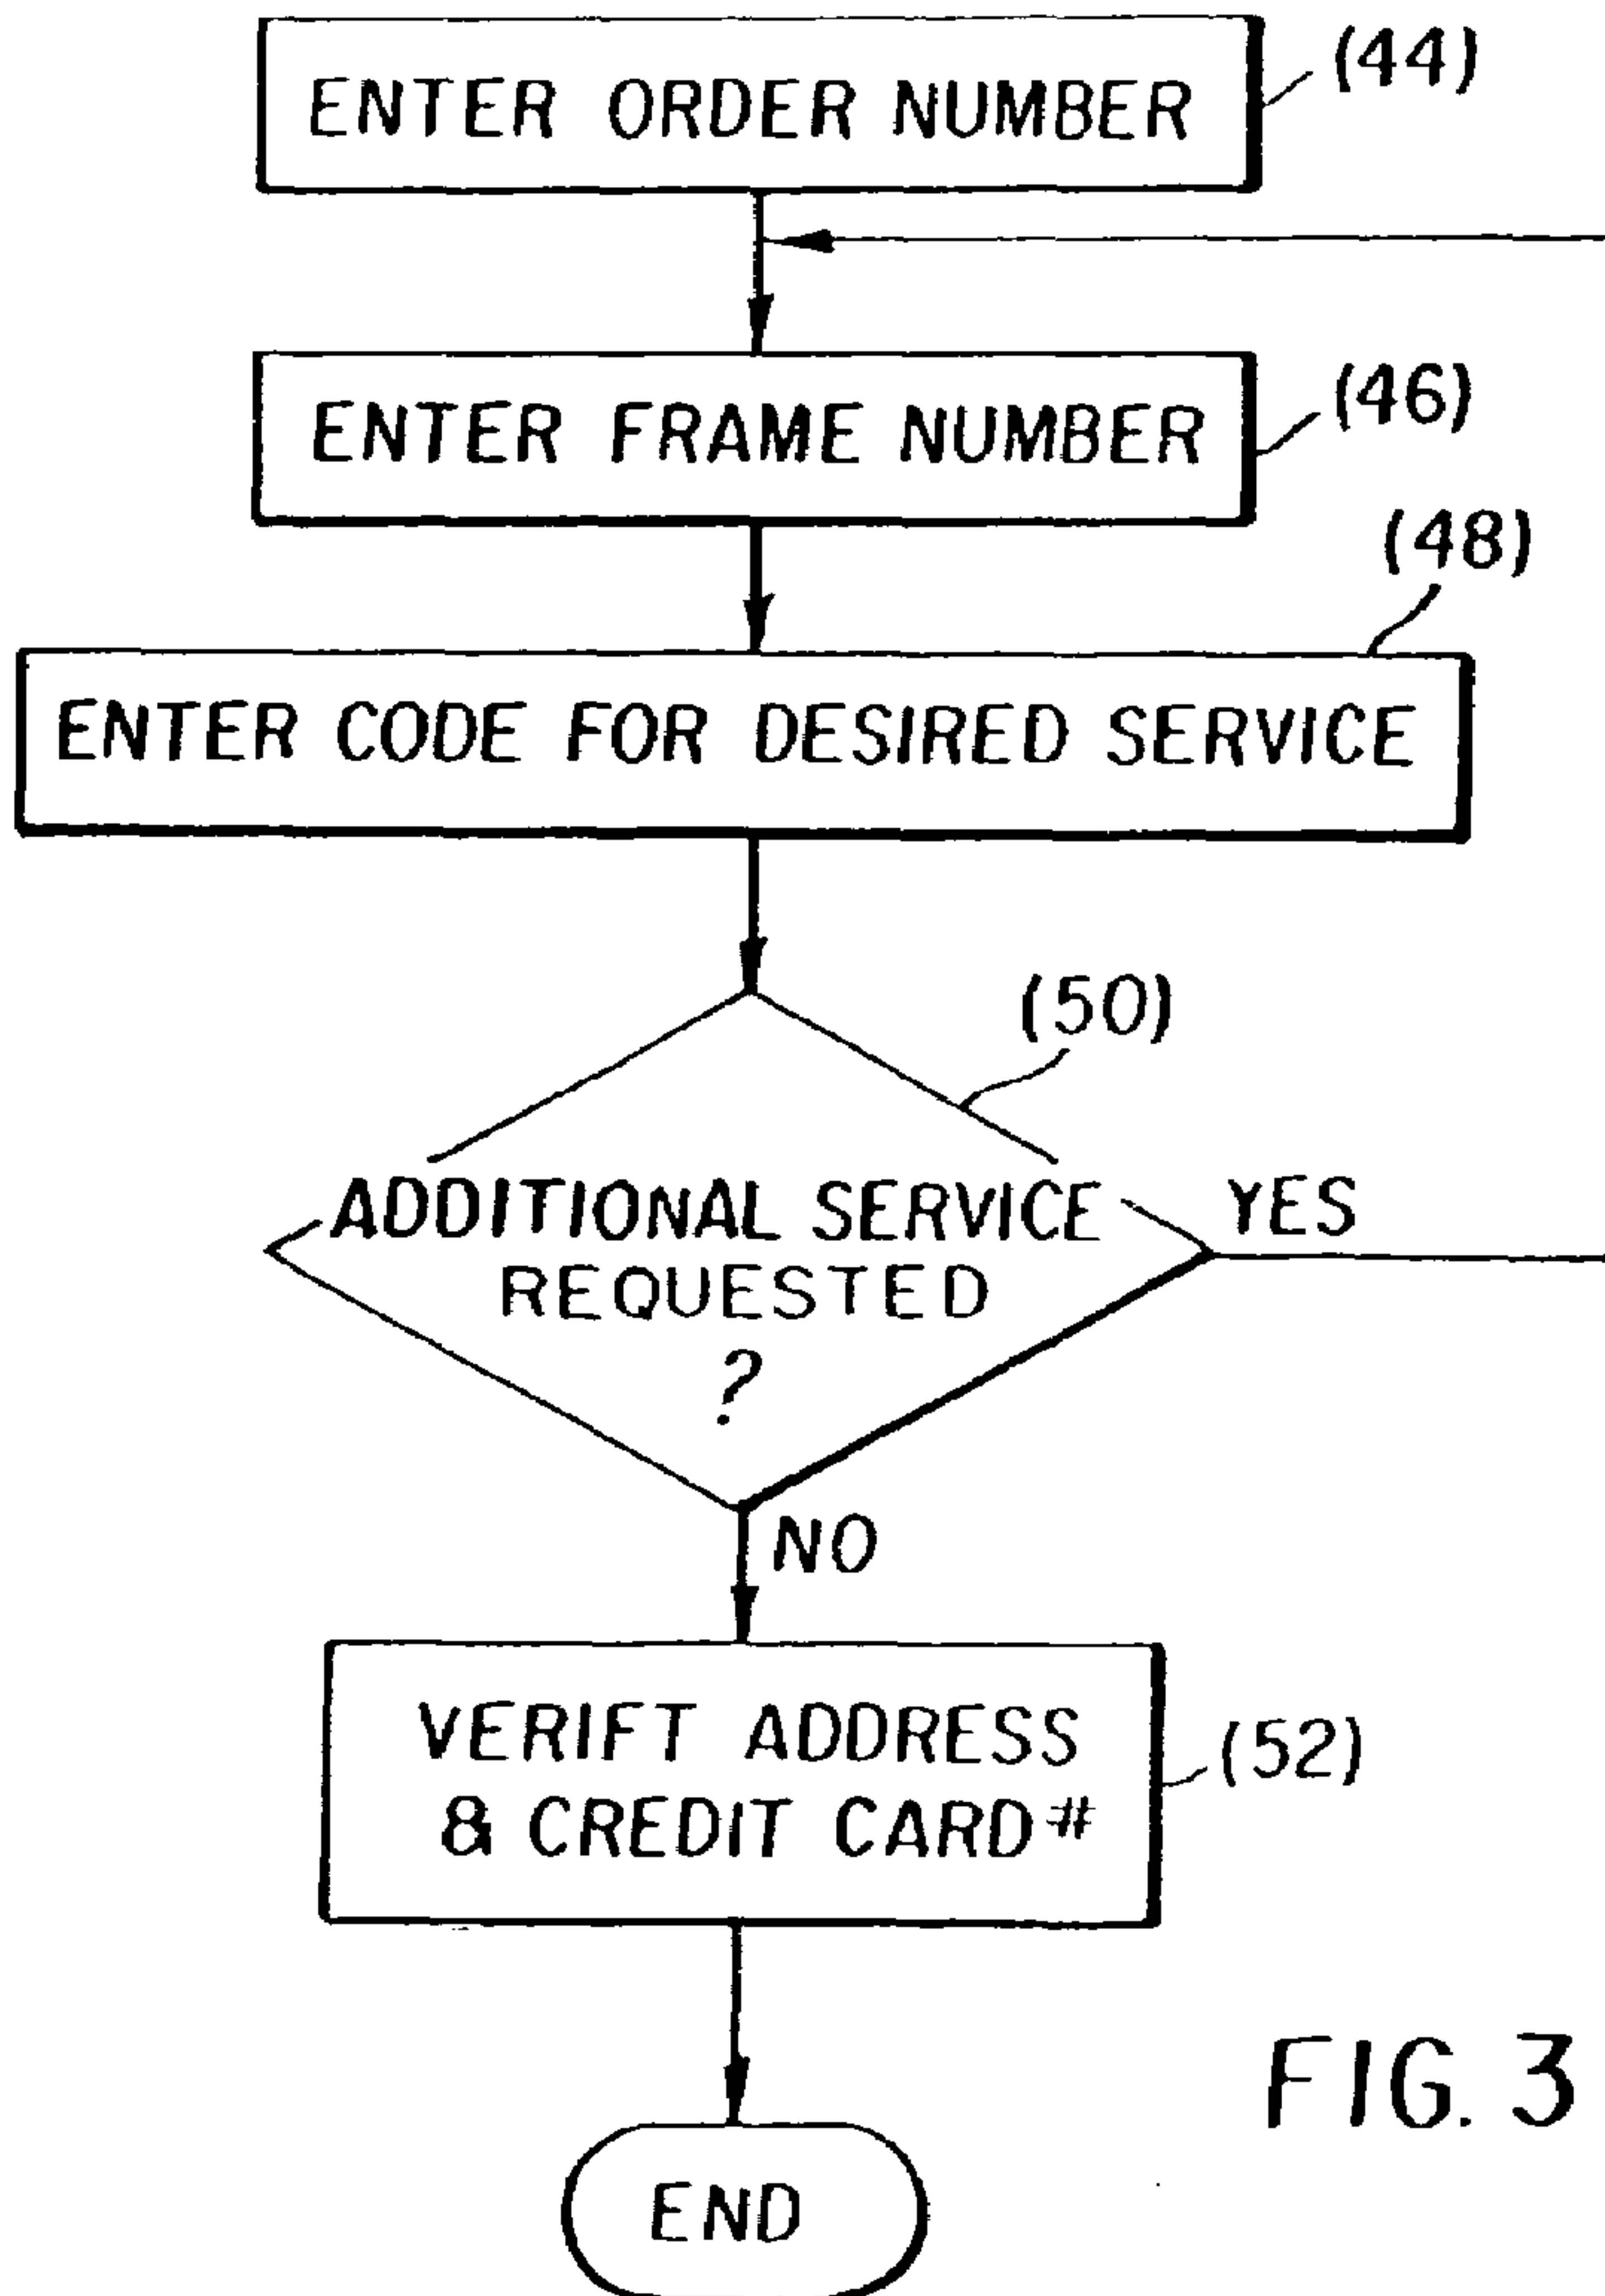 ENTER ORDER NUMBER
(44)
ENTER FRAME NUMBER
(46)
(48)
ENTER CODE FOR DESIRED SERVICE
(50)
ADDITIONAL SERVICE
REQUESTED
?
YES
NO
VERIFT ADDRESS
& CREDIT CARD#
(52)
FIG. 3
END